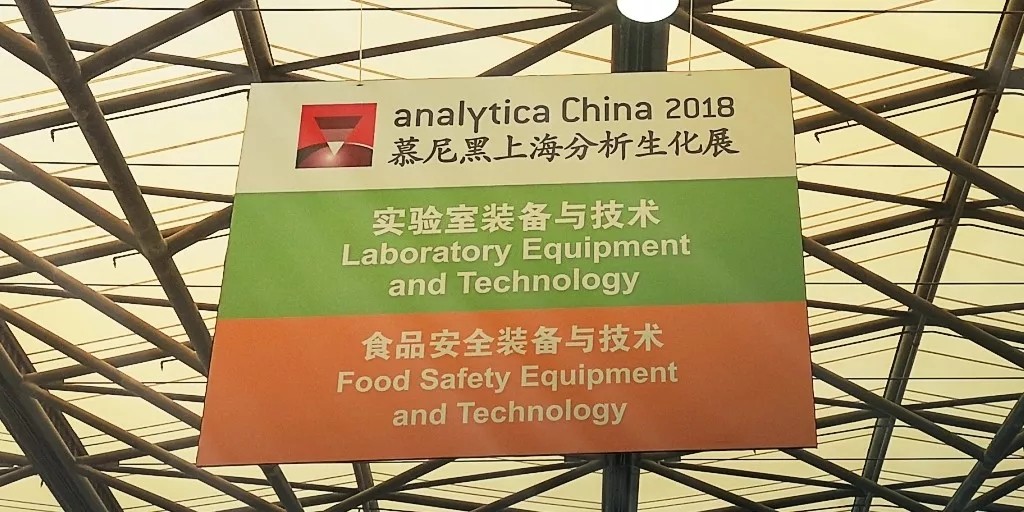 analytica China 2018
慕尼黑上海分析生化展
实验室装备与技术
Laboratory Equipment
and Technology
食品安全装备与技术
Food Safety Equipment
and Technology